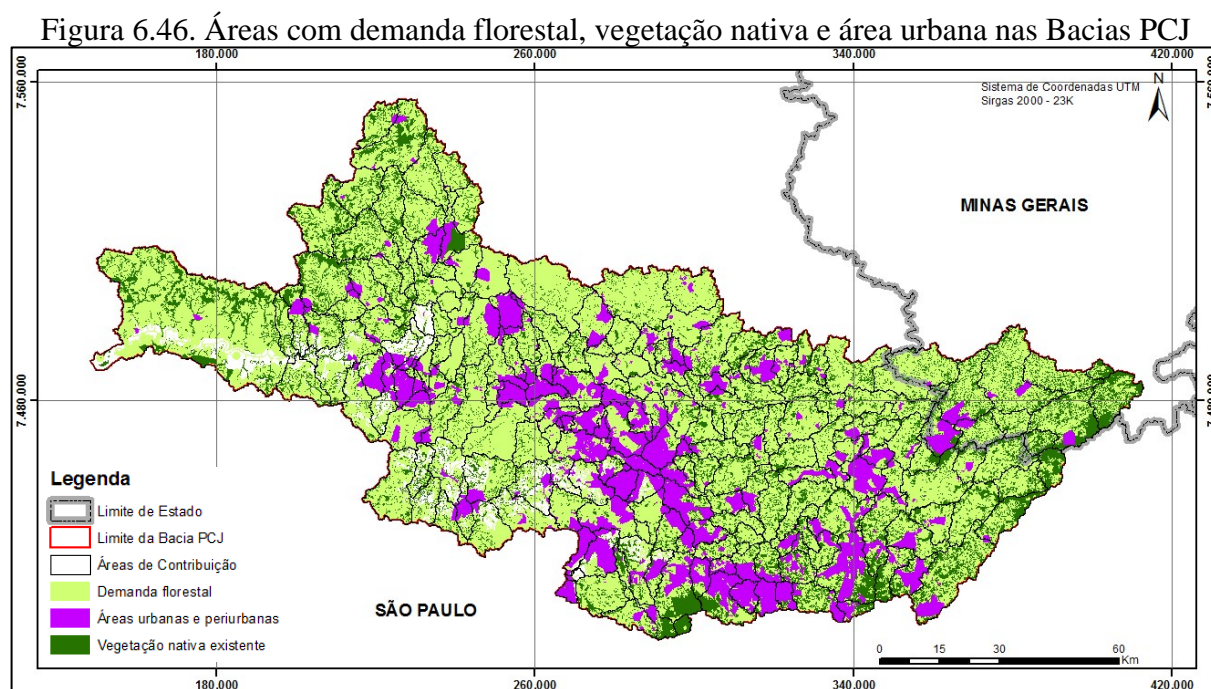 Figura 6.46. Áreas com demanda florestal, vegetação nativa e área urbana nas Bacias PCJ
180.000 260.000 340.000 420.000
7.560.000 7.560.000
Sistema de Coordenadas UTM
Sirgas 2000 - 23K
N
MINAS GERAIS
7.480.000 7.480.000
Legenda
Limite de Estado
Limite da Bacia PCJ
Áreas de Contribuição
Demanda florestal
Áreas urbanas e periurbanas
Vegetação nativa existente
SÃO PAULO
0 15 30 60
Km
180.000 260.000 340.000 420.000